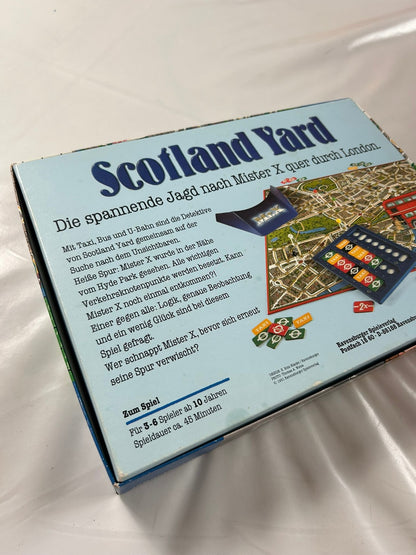 Scotland Yard
Die spannende Jagd nach Mister X quer durch London.
Mit Taxi, Bus und U-Bahn sind die Detektive
von Scotland Yard gemeinsam auf der
Suche nach dem Unsichtbaren.
Heiße Spur: Mister X wurde in der Nähe
vom Hyde Park gesehen. Alle wichtigen
Verkehrsknotenpunkte werden besetzt. Kann
Mister X noch einmal entkommen?!
Einer gegen alle: Logik, genaue Beobachtung
und ein wenig Glück sind bei diesem
Spiel gefragt.
Wer schnappt Mister X, bevor sich erneut
seine Spur verwischt?
Zum Spiel
Für 3-6 Spieler ab 10 Jahren
Spieldauer ca. 45 Minuten
2x
TAXI
Ravensburger Spieleverlag